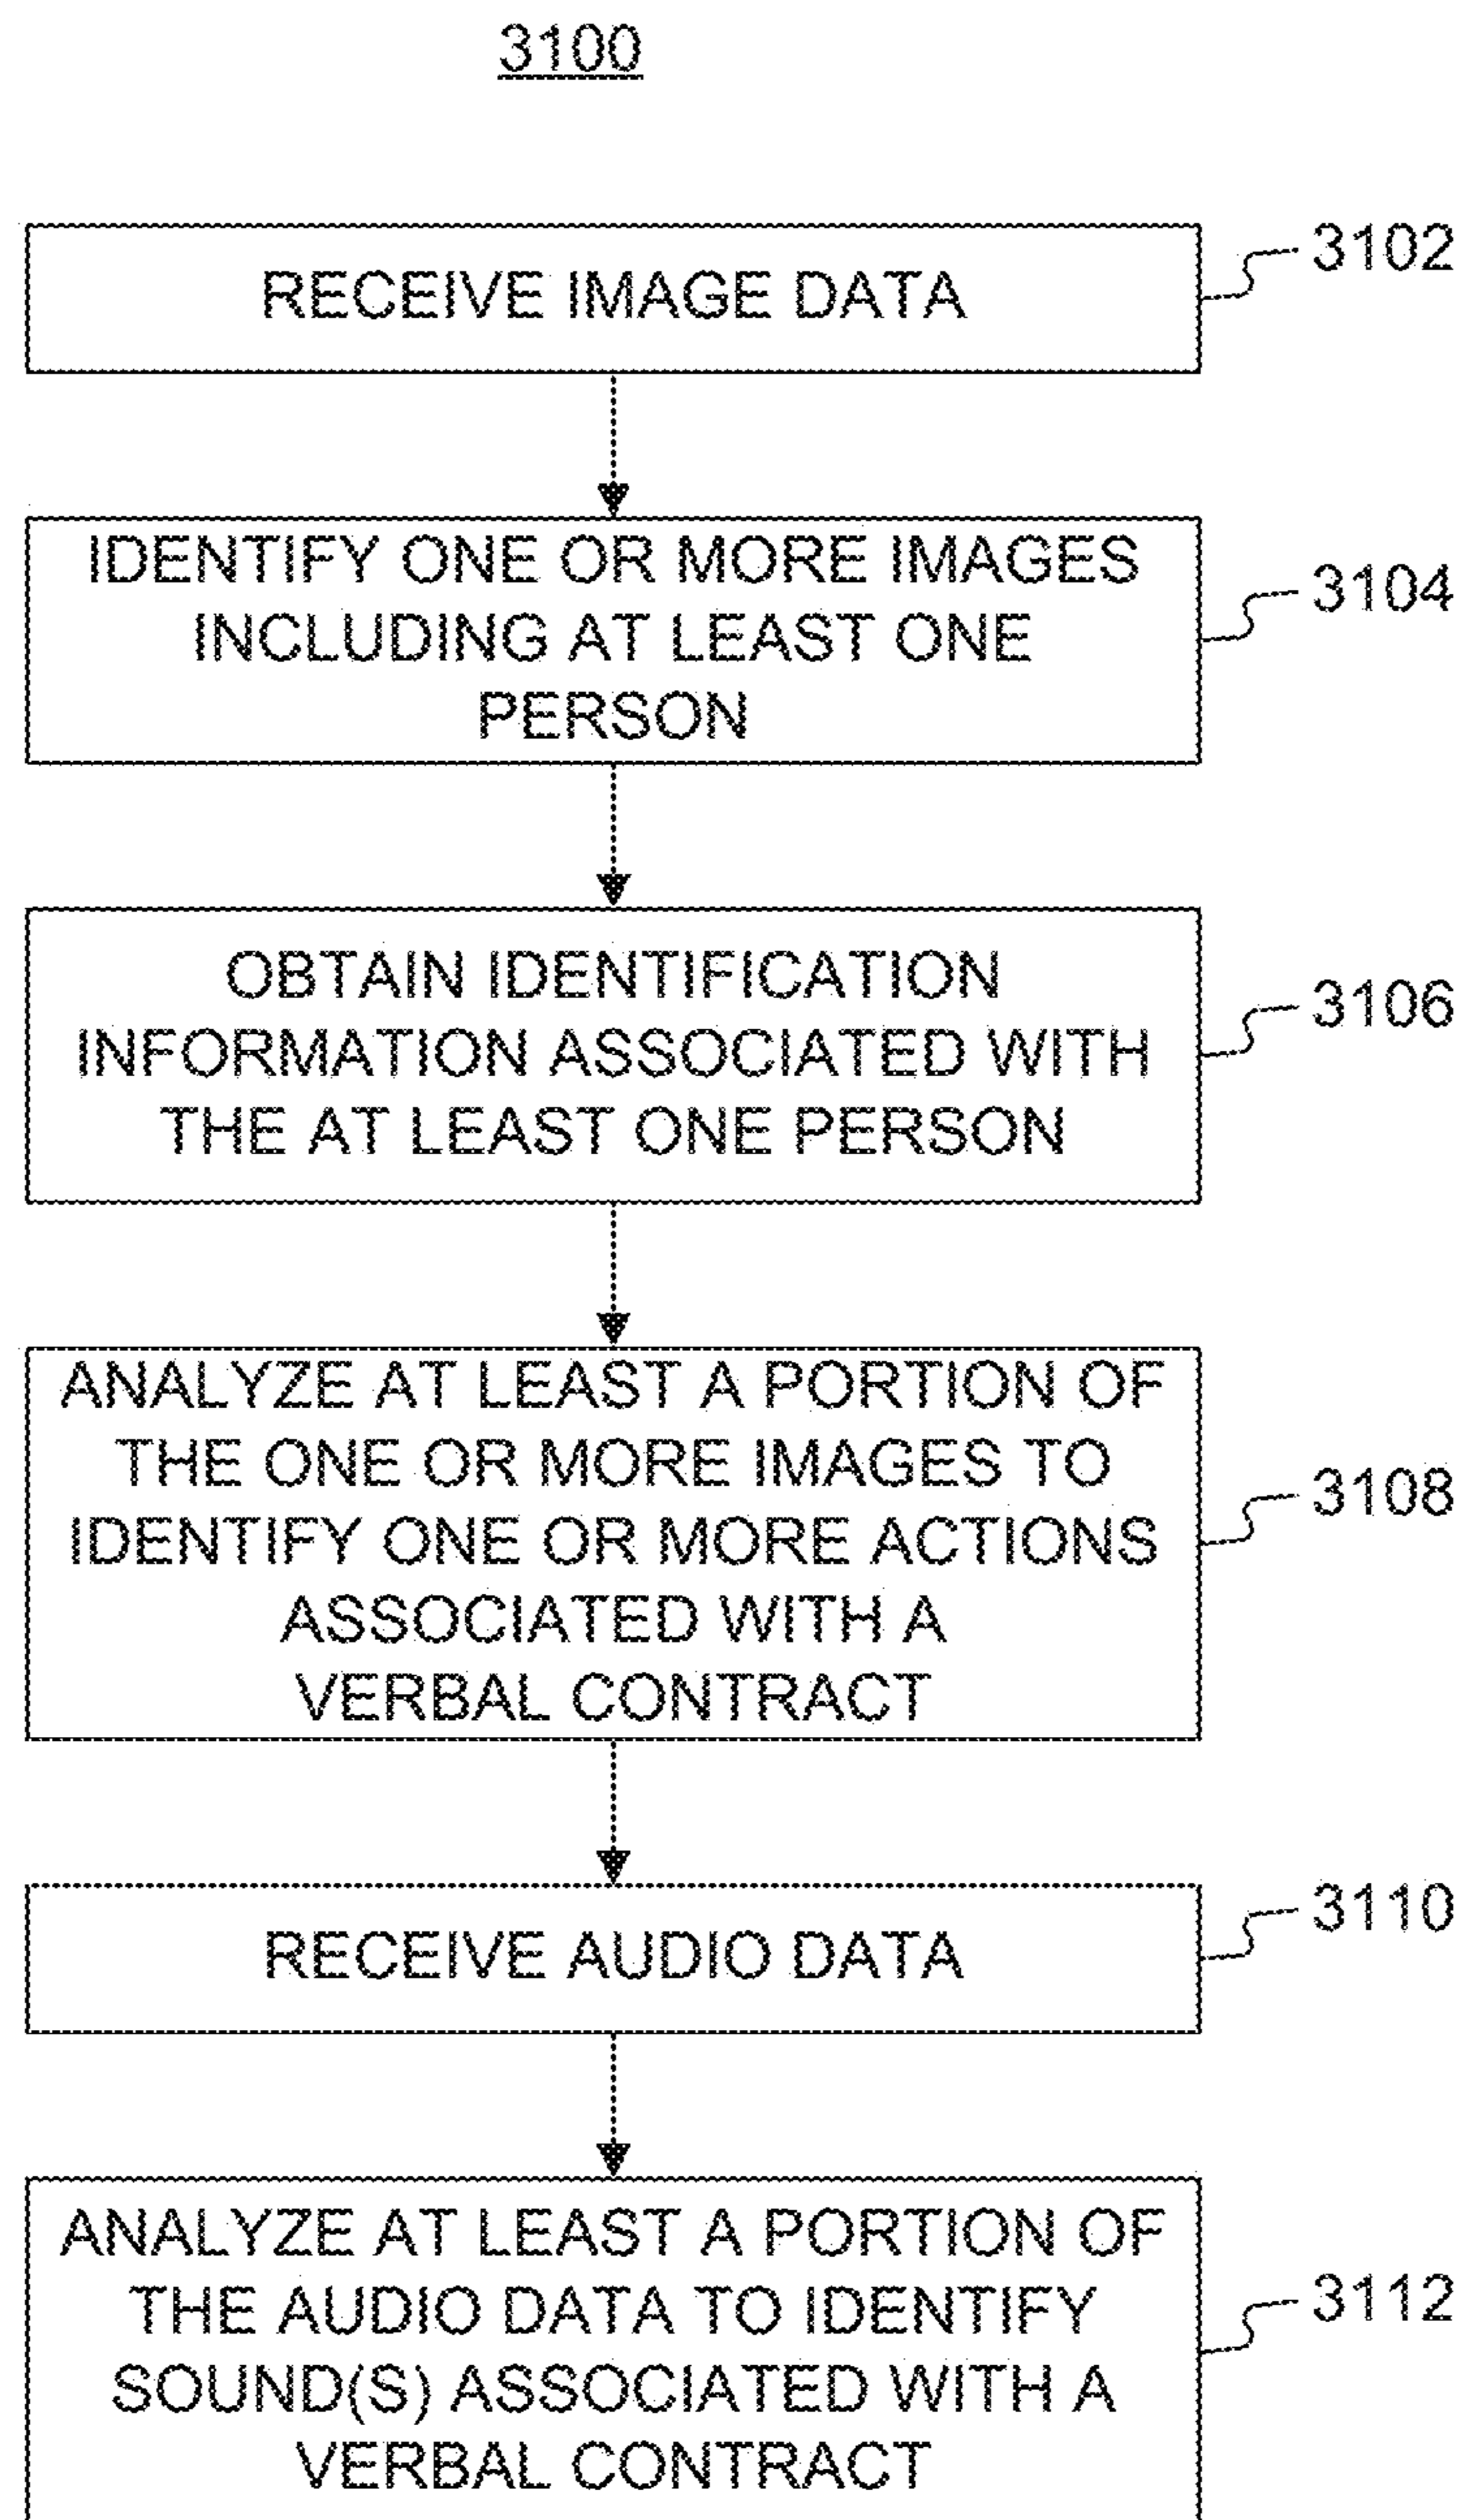 3100
RECEIVE IMAGE DATA
3102
IDENTIFY ONE OR MORE IMAGES
INCLUDING AT LEAST ONE
PERSON
3104
OBTAIN IDENTIFICATION
INFORMATION ASSOCIATED WITH
THE AT LEAST ONE PERSON
3106
ANALYZE AT LEAST A PORTION OF
THE ONE OR MORE IMAGES TO
IDENTIFY ONE OR MORE ACTIONS
ASSOCIATED WITH A
VERBAL CONTRACT
3108
RECEIVE AUDIO DATA
3110
ANALYZE AT LEAST A PORTION OF
THE AUDIO DATA TO IDENTIFY
SOUND(S) ASSOCIATED WITH A
VERBAL CONTRACT
3112